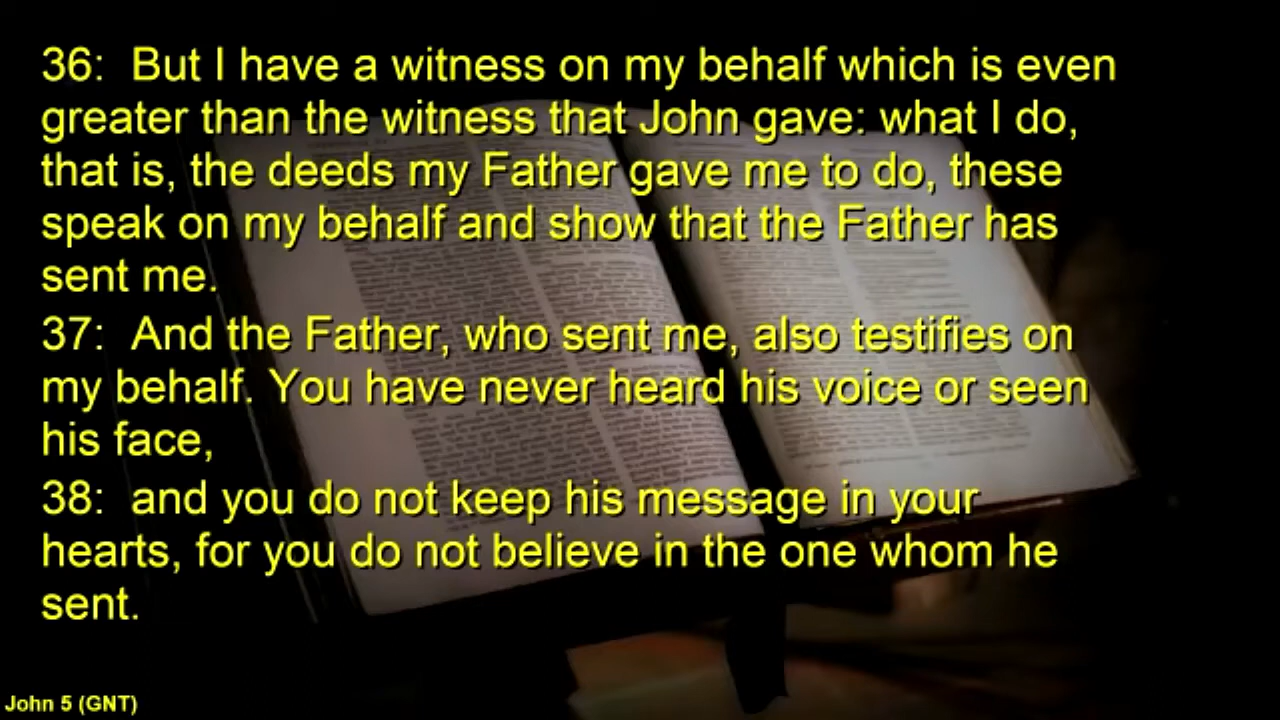 36:  But I have a witness on my behalf which is even
greater than the witness that John gave: what I do,
that is, the deeds my Father gave me to do, these
speak on my behalf and show that the Father has
sent me.
37:  And the Father, who sent me, also testifies on
my behalf. You have never heard his voice or seen
his face,
38:  and you do not keep his message in your
hearts, for you do not believe in the one whom he
sent.
John 5 (GNT)